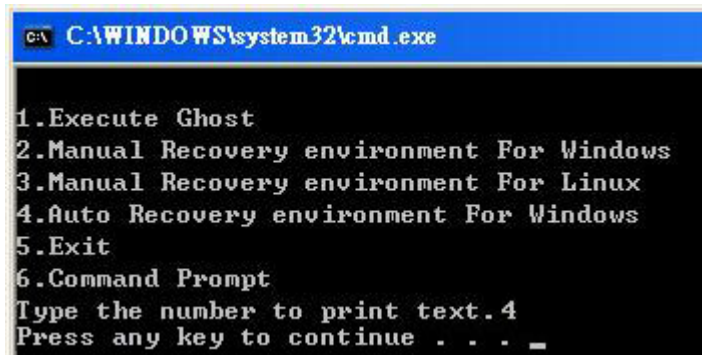 C:\WINDOWS\system32\cmd.exe
1.Execute Ghost
2.Manual Recovery environment For Windows
3.Manual Recovery environment For Linux
4.Auto Recovery environment For Windows
5.Exit
6.Command Prompt
Type the number to print text.4
Press any key to continue . . . _